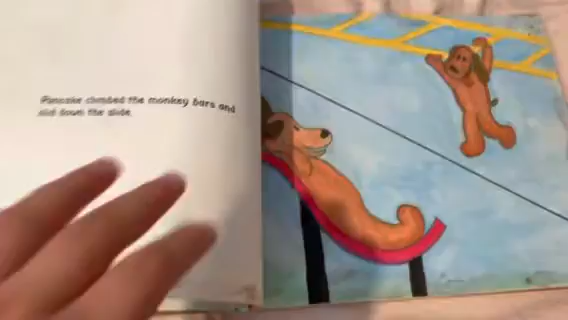 Pancake climbed the monkey bars and
slid down the slide.